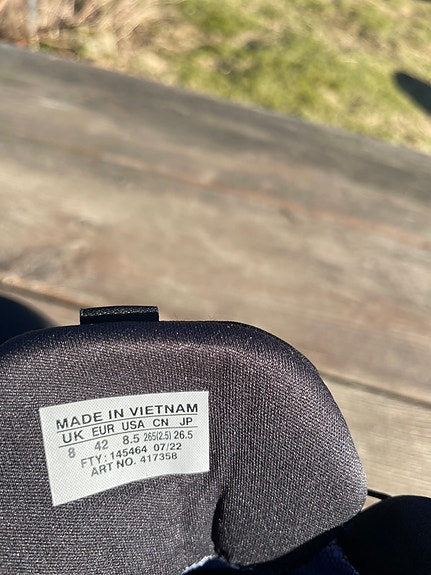 MADE IN VIETNAM
UK EUR USA CN JP
8 42 8.5 265(2.5) 26.5
FTY: 145464 07/22
ART NO. 417358